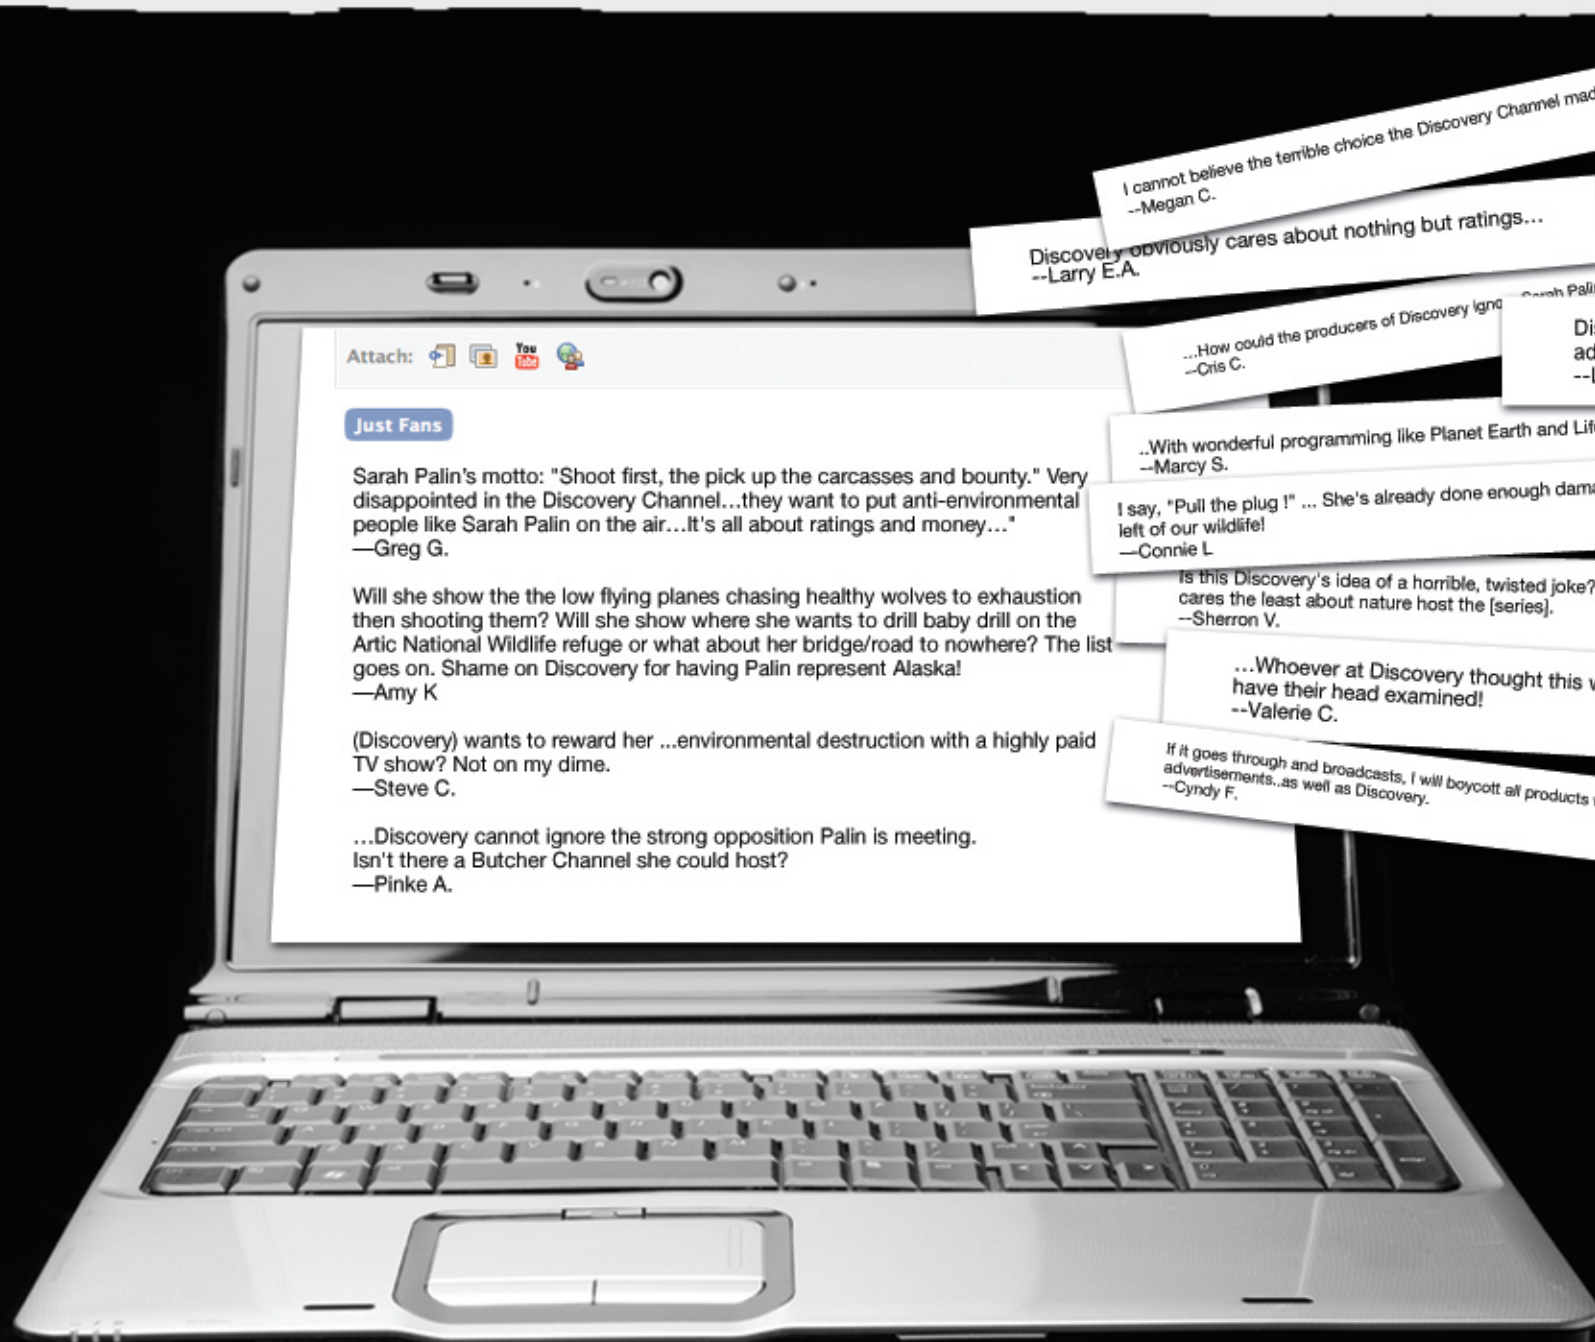 Attach:
You
Tube
Just Fans
Sarah Palin's motto: "Shoot first, the pick up the carcasses and bounty." Very
disappointed in the Discovery Channel...they want to put anti-environmental
people like Sarah Palin on the air...It's all about ratings and money..."
—Greg G.
Will she show the the low flying planes chasing healthy wolves to exhaustion
then shooting them? Will she show where she wants to drill baby drill on the
Artic National Wildlife refuge or what about her bridge/road to nowhere? The list
goes on. Shame on Discovery for having Palin represent Alaska!
—Amy K
(Discovery) wants to reward her ...environmental destruction with a highly paid
TV show? Not on my dime.
—Steve C.
...Discovery cannot ignore the strong opposition Palin is meeting.
Isn't there a Butcher Channel she could host?
—Pinke A.
I cannot believe the terrible choice the Discovery Channel mad
--Megan C.
Discovery obviously cares about nothing but ratings...
--Larry E.A.
...How could the producers of Discovery igno Sarah Palin
--Cris C.
Di
ad
--L
..With wonderful programming like Planet Earth and Lif
--Marcy S.
I say, "Pull the plug !" ... She's already done enough dama
left of our wildlife!
—Connie L
Is this Discovery's idea of a horrible, twisted joke?
cares the least about nature host the [series].
--Sherron V.
...Whoever at Discovery thought this w
have their head examined!
--Valerie C.
If it goes through and broadcasts, I will boycott all products
advertisements..as well as Discovery.
--Cyndy F.